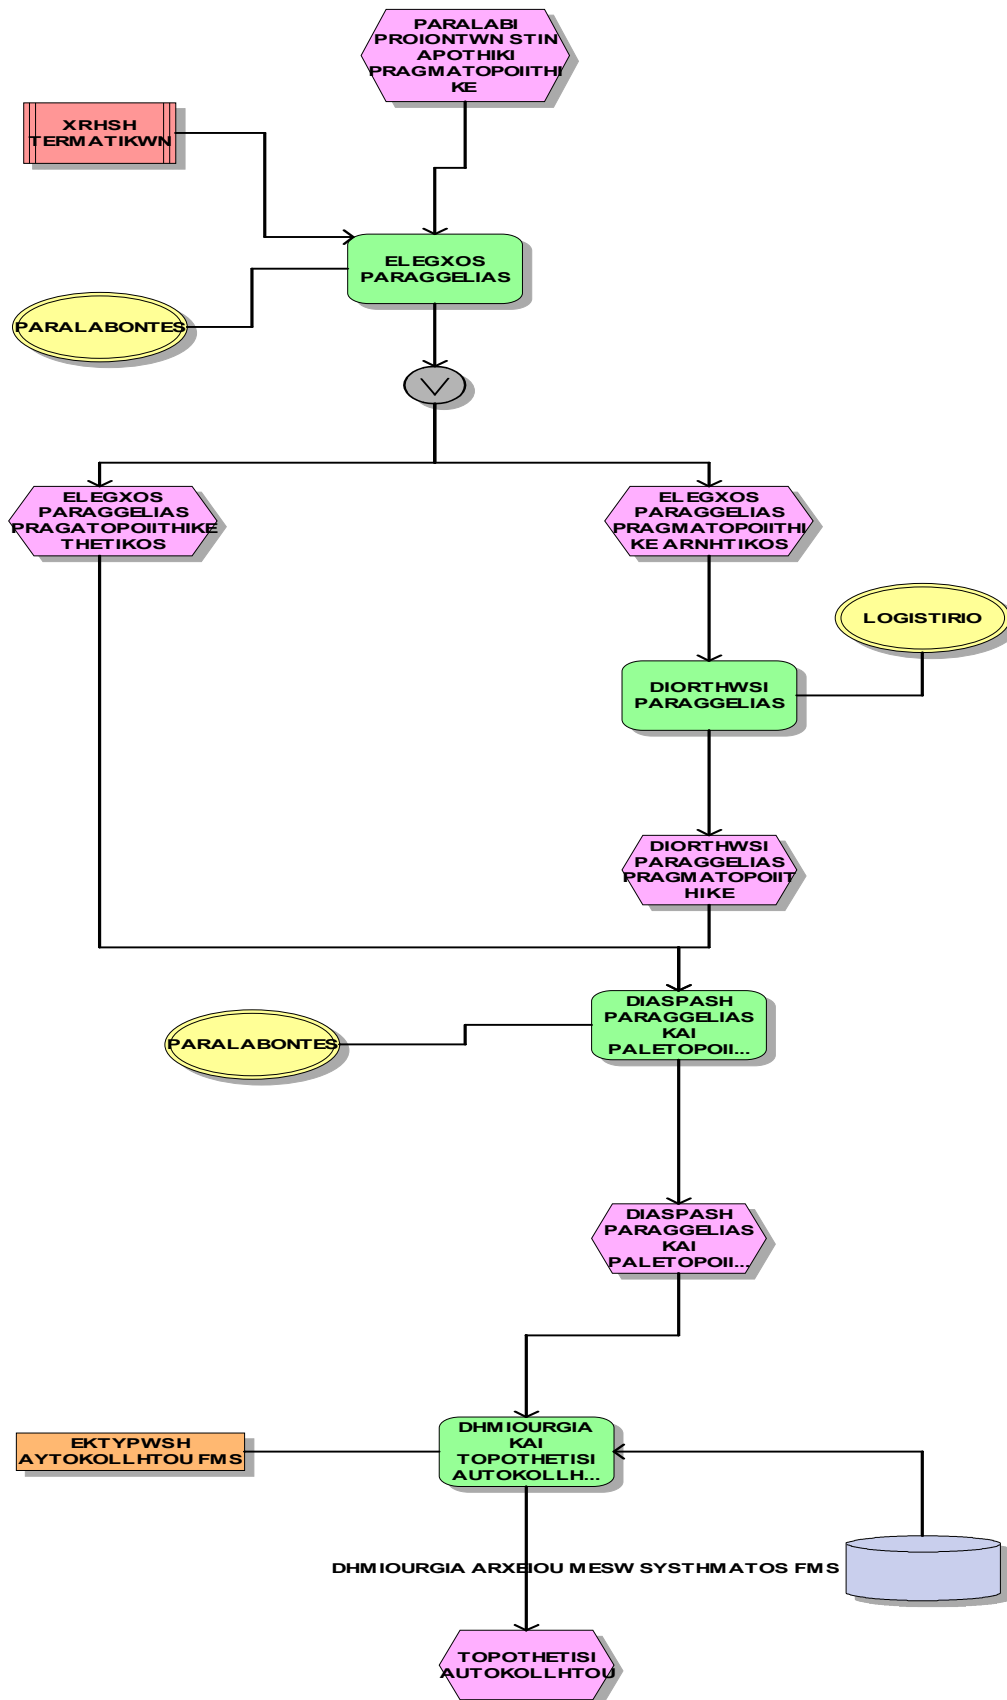 PARALABI
PROIONTWN STIN
APOTHIKI
PRAGMATOPOIITHI
KE
XRHSH
TERMATIKWN
ELEGXOS
PARAGGELIAS
PARALABONTES
ELEGXOS
PARAGGELIAS
PRAGATOPOIITHIKE
THETIKOS
ELEGXOS
PARAGGELIAS
PRAGMATOPOIITHI
KE ARNHTIKOS
LOGISTIRIO
DIORTHWSI
PARAGGELIAS
DIORTHWSI
PARAGGELIAS
PRAGMATOPOIIT
HIKE
DIASPASH
PARAGGELIAS
KAI
PALETOPOII...
PARALABONTES
DIASPASH
PARAGGELIAS
KAI
PALETOPOII...
DHMIOURGIA
KAI
TOPOTHETISI
AUTOKOLLH...
EKTYPWSH
AYTOKOLLHTOU FMS
DHMIOURGIA ARXEIOU MESW SYSTHMATOS FMS
TOPOTHETISI
AUTOKOLLHTOU